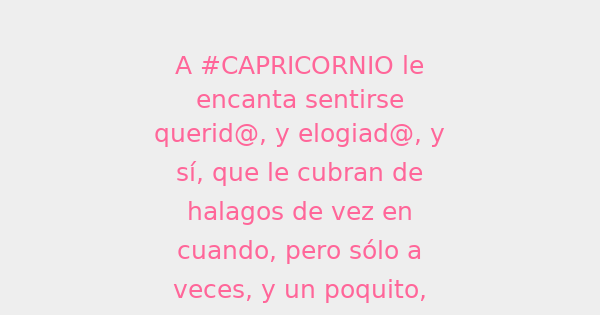 A #CAPRICORNIO le
encanta sentirse
querid@, y elogiad@, y
sí, que le cubran de
halagos de vez en
cuando, pero sólo a
veces, y un poquito,